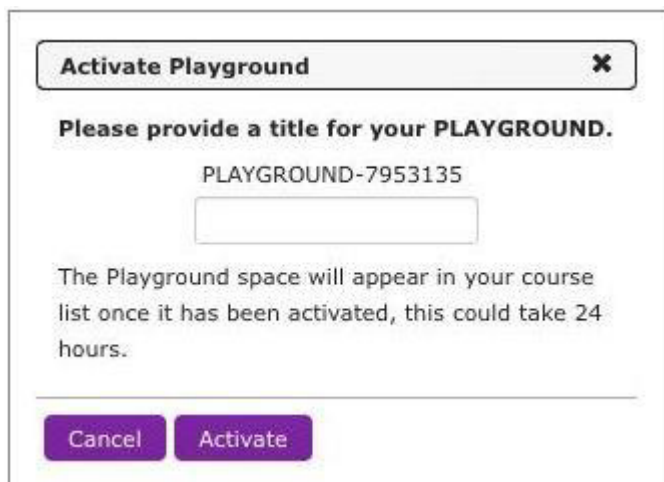 Activate Playground ✖
Please provide a title for your PLAYGROUND.
PLAYGROUND-7953135
The Playground space will appear in your course
list once it has been activated, this could take 24
hours.
Cancel Activate